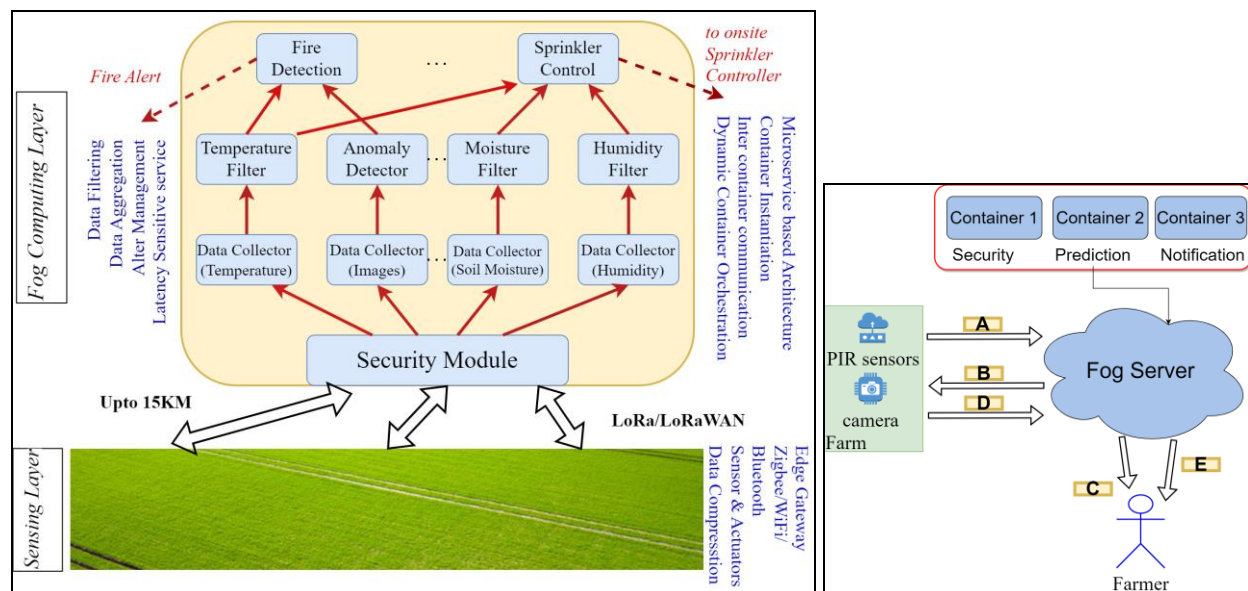 Fog Computing Layer
Fire
Detection
...
Sprinkler
Control
to onsite
Sprinkler
Controller
Fire Alert
Data Filtering
Data Aggregation
Alter Management
Latency Sensitive service
Temperature
Filter
Anomaly
Detector
...
Moisture
Filter
Humidity
Filter
Microservice based Architecture
Container Instantiation
Inter container communication
Dynamic Container Orchestration
Data Collector
(Temperature)
Data Collector
(Images)
...
Data Collector
(Soil Moisture)
Data Collector
(Humidity)
Security Module
Upto 15KM
LoRa/LoRaWAN
Sensing Layer
Edge Gateway
Zigbee/WiFi/
Bluetooth
Sensor & Actuators
Data Compresstion
Container 1
Container 2
Container 3
Security
Prediction
Notification
PIR sensors
camera
Farm
A
B
D
Fog Server
C
E
Farmer